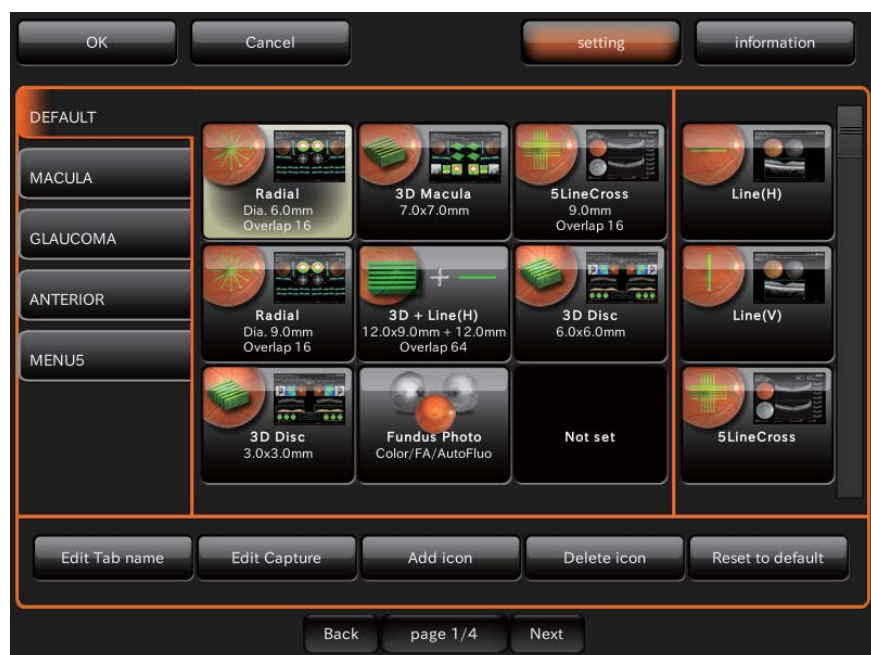 OK
Cancel
setting
information
DEFAULT
MACULA
GLAUCOMA
ANTERIOR
MENU5
Radial
Dia. 6.0mm
Overlap 16
3D Macula
7.0x7.0mm
5LineCross
9.0mm
Overlap 16
Radial
Dia. 9.0mm
Overlap 16
3D + Line(H)
12.0x9.0mm + 12.0mm
Overlap 64
3D Disc
6.0x6.0mm
3D Disc
3.0x3.0mm
Fundus Photo
Color/FA/AutoFluo
Not set
Line(H)
Line(V)
5LineCross
Edit Tab name
Edit Capture
Add icon
Delete icon
Reset to default
Back
page 1/4
Next